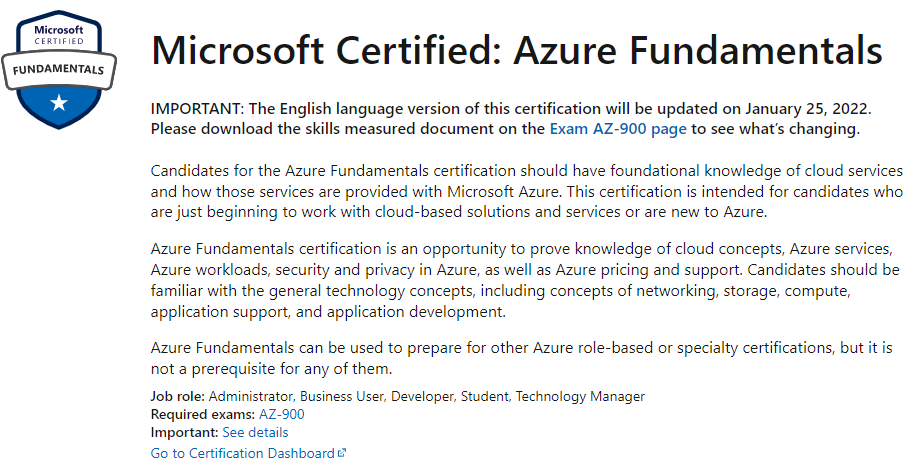 Microsoft
CERTIFIED
FUNDAMENTALS
Microsoft Certified: Azure Fundamentals
IMPORTANT: The English language version of this certification will be updated on January 25, 2022.
Please download the skills measured document on the Exam AZ-900 page to see what's changing.
Candidates for the Azure Fundamentals certification should have foundational knowledge of cloud services
and how those services are provided with Microsoft Azure. This certification is intended for candidates who
are just beginning to work with cloud-based solutions and services or are new to Azure.
Azure Fundamentals certification is an opportunity to prove knowledge of cloud concepts, Azure services,
Azure workloads, security and privacy in Azure, as well as Azure pricing and support. Candidates should be
familiar with the general technology concepts, including concepts of networking, storage, compute,
application support, and application development.
Azure Fundamentals can be used to prepare for other Azure role-based or specialty certifications, but it is
not a prerequisite for any of them.
Job role: Administrator, Business User, Developer, Student, Technology Manager
Required exams: AZ-900
Important: See details
Go to Certification Dashboard